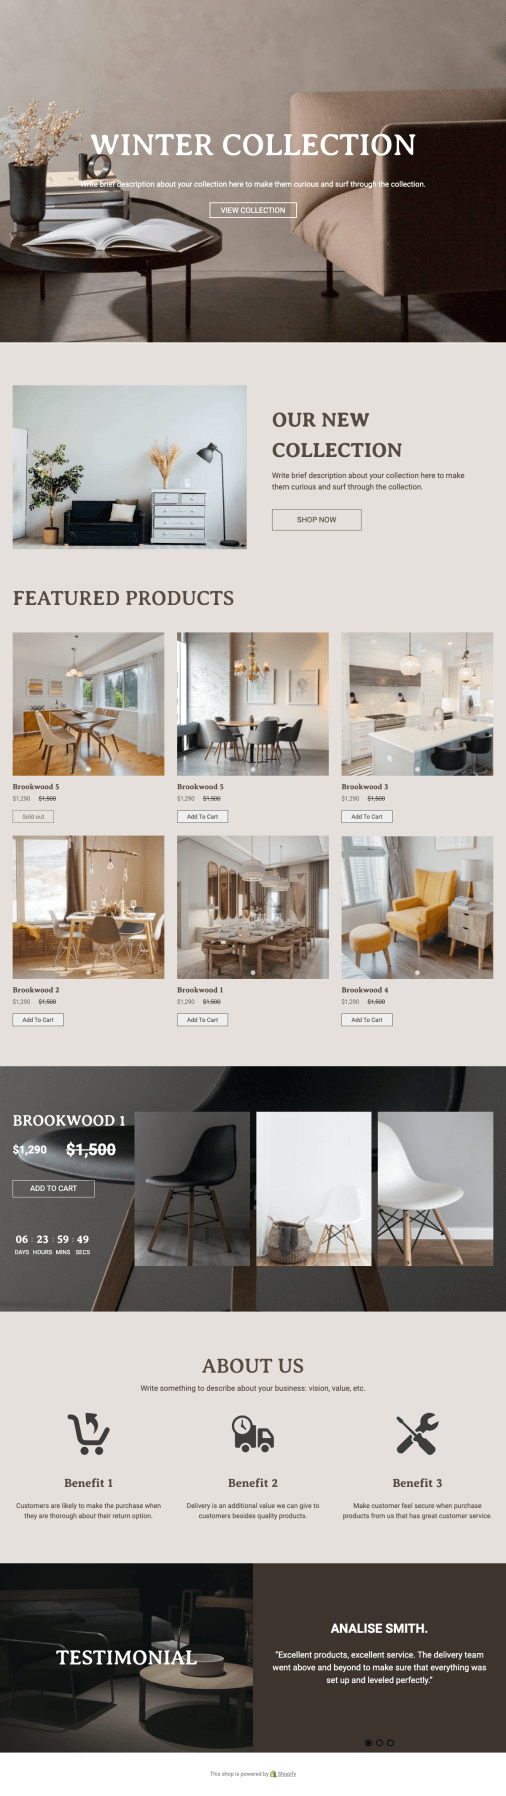 WINTER COLLECTION
Write brief description about your collection here to make them curious and surf through the collection.
VIEW COLLECTION
OUR NEW
COLLECTION
Write brief description about your collection here to make
them curious and surf through the collection.
SHOP NOW
FEATURED PRODUCTS
Brookwood 5
$1,290 $1,500
Sold out
Brookwood 5
$1,290 $1,500
Add To Cart
Brookwood 3
$1,290 $1,500
Add To Cart
Brookwood 2
$1,290 $1,500
Add To Cart
Brookwood 1
$1,290 $1,500
Add To Cart
Brookwood 4
$1,290 $1,500
Add To Cart
BROOKWOOD 1
$1,290 $1,500
ADD TO CART
06 : 23 : 59 : 49
DAYS HOURS MINS SECS
ABOUT US
Write something to describe about your business: vision, value, etc.
Benefit 1
Customers are likely to make the purchase when
they are thorough about their return option.
Benefit 2
Delivery is an additional value we can give to
customers besides quality products.
Benefit 3
Make customer feel secure when purchase
products from us that has great customer service.
TESTIMONIAL
ANALISE SMITH.
“Excellent products, excellent service. The delivery team
went above and beyond to make sure that everything was
set up and leveled perfectly.”
This shop is powered by Shopify